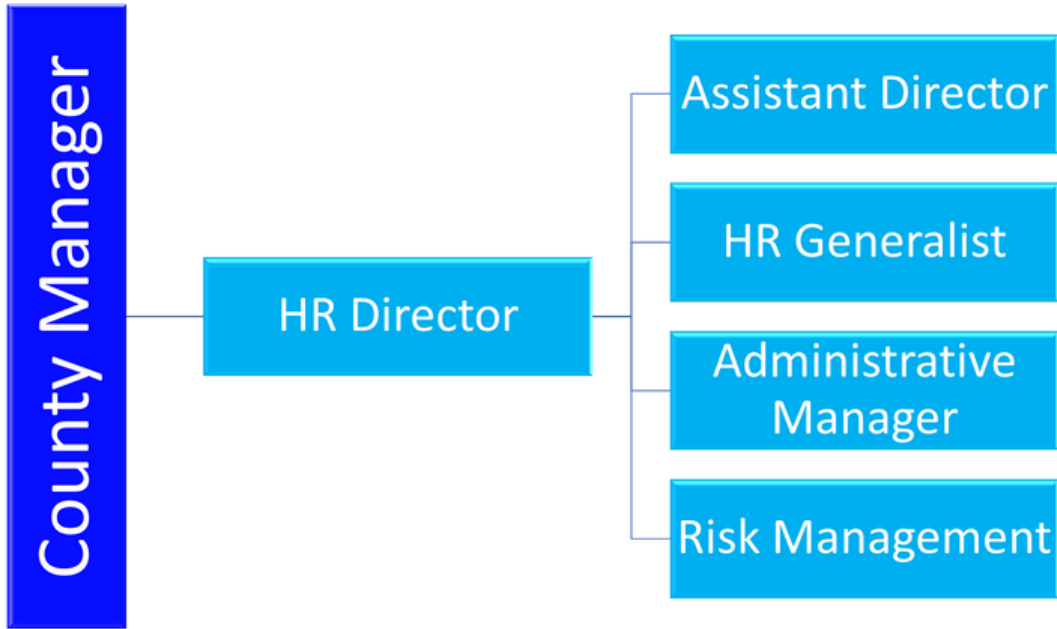 County Manager
HR Director
Assistant Director
HR Generalist
Administrative
Manager
Risk Management